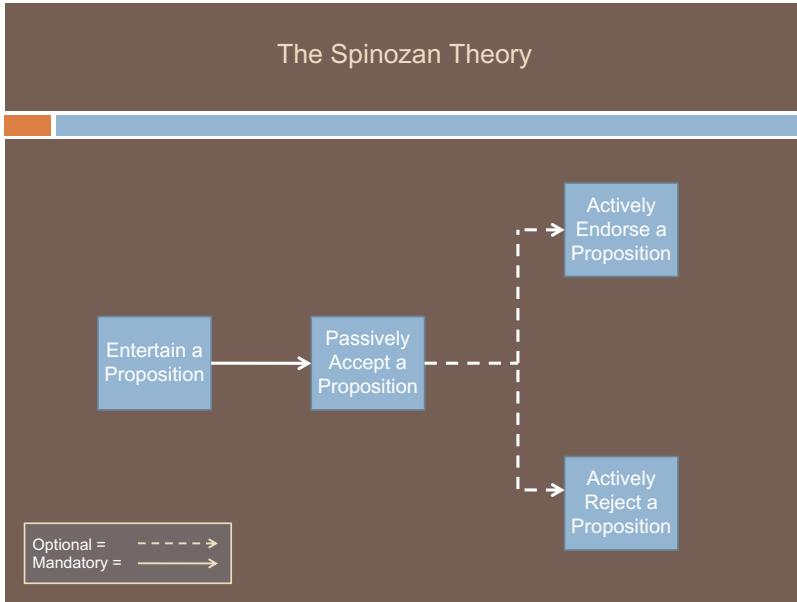 The Spinozan Theory
Actively
Endorse a
Proposition
Entertain a
Proposition
Passively
Accept a
Proposition
Actively
Reject a
Proposition
Optional =
Mandatory =